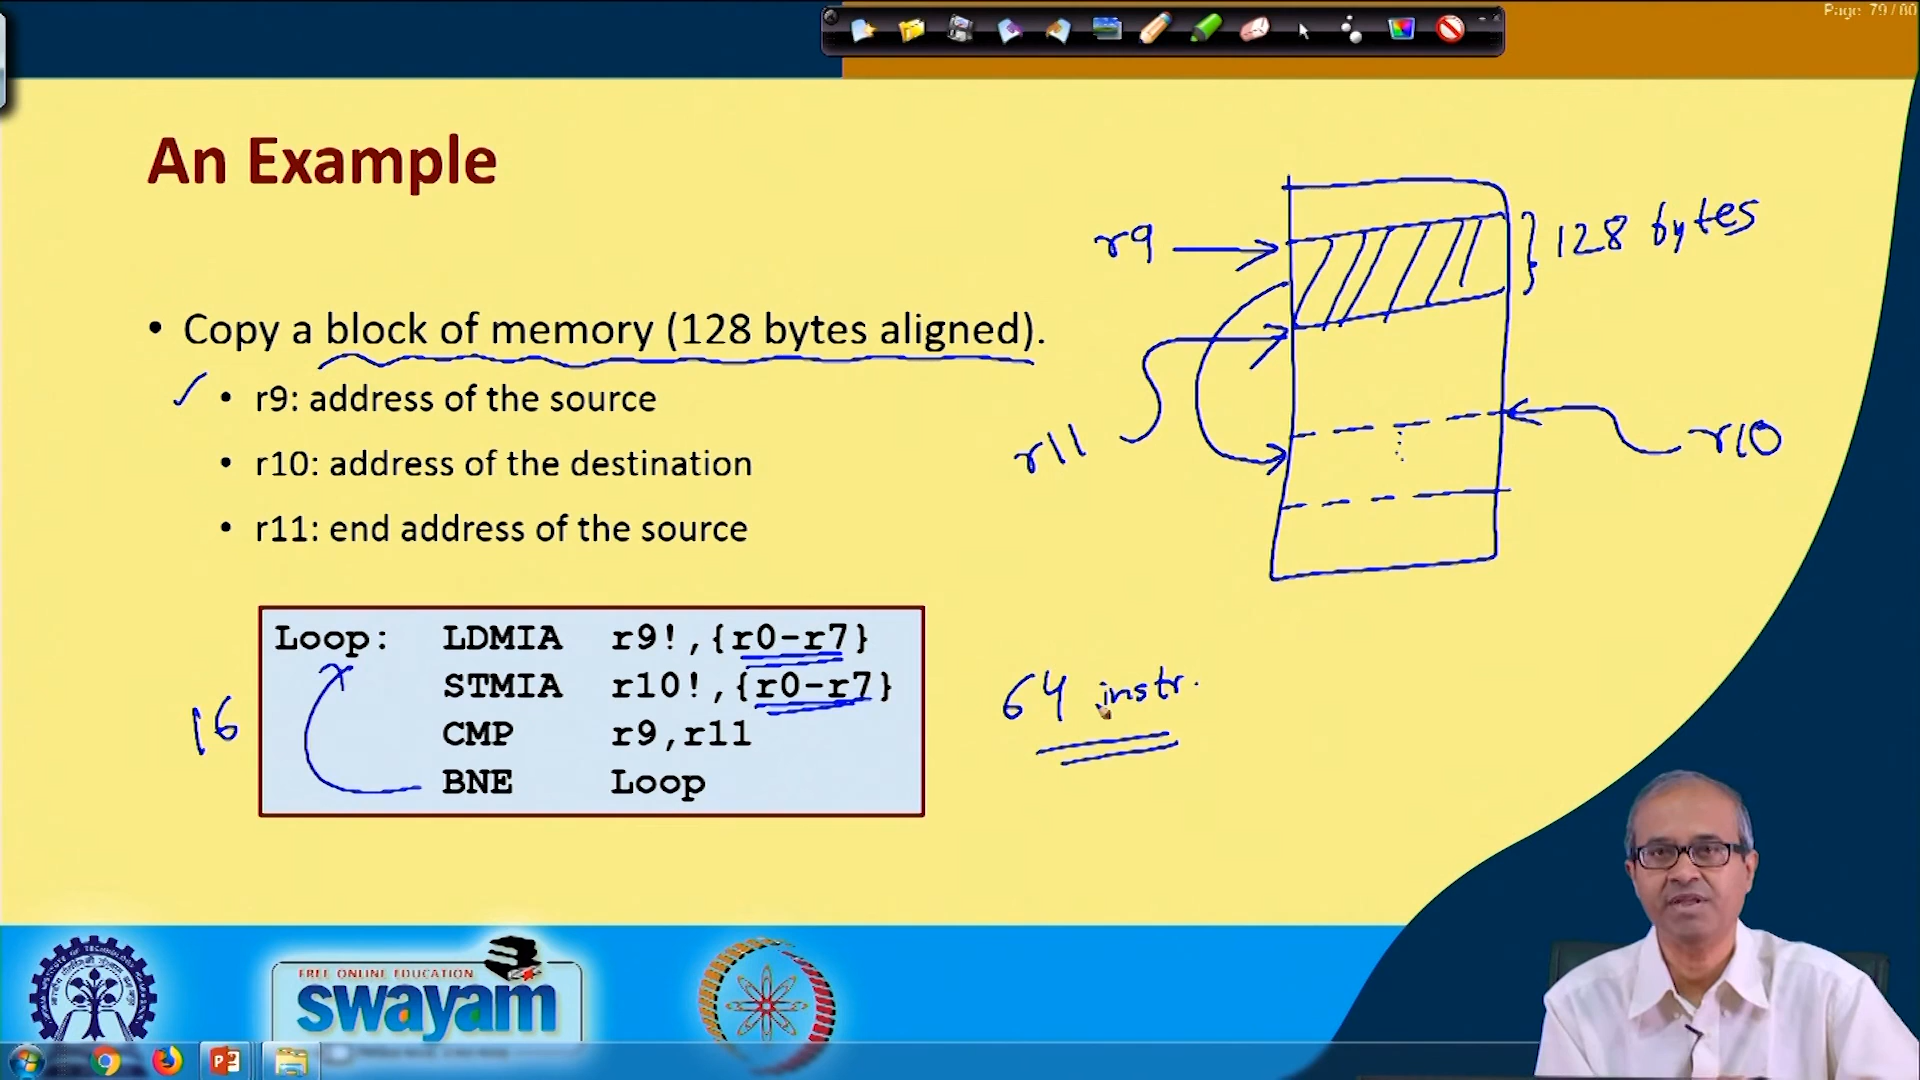 Page: 79 / 80
An Example
• Copy a block of memory (128 bytes aligned).
• r9: address of the source
• r10: address of the destination
• r11: end address of the source
Loop: LDMIA r9!,{r0-r7}
STMIA r10!,{r0-r7}
CMP r9,r11
BNE Loop
16
64 instr.
r9
128 bytes
r11
r10
FREE ONLINE EDUCATION
swayam